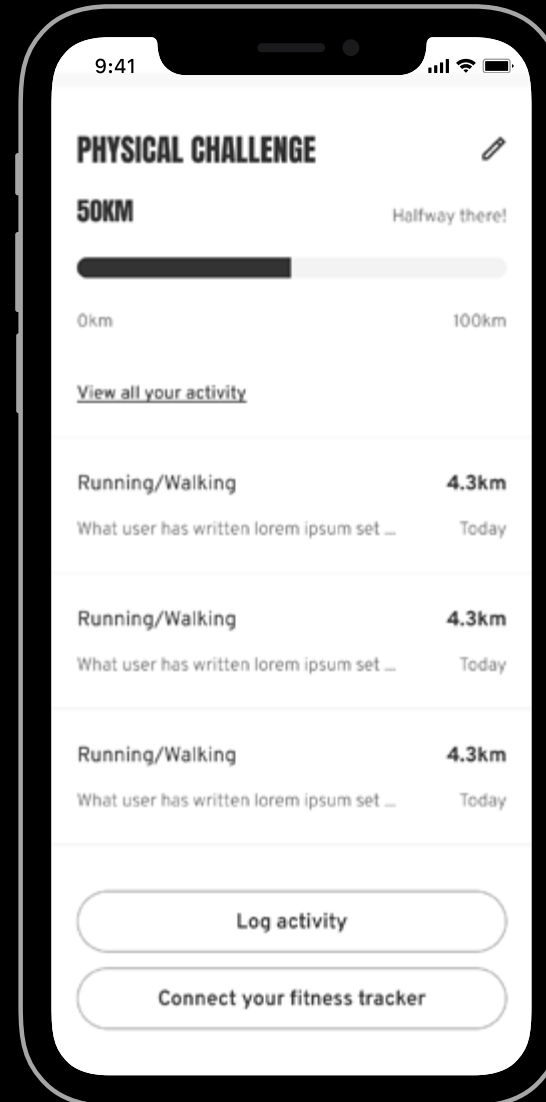 9:41
PHYSICAL CHALLENGE
50KM
Halfway there!
0km
100km
View all your activity
Running/Walking
4.3km
What user has written lorem ipsum set ...
Today
Running/Walking
4.3km
What user has written lorem ipsum set ...
Today
Running/Walking
4.3km
What user has written lorem ipsum set ...
Today
Log activity
Connect your fitness tracker